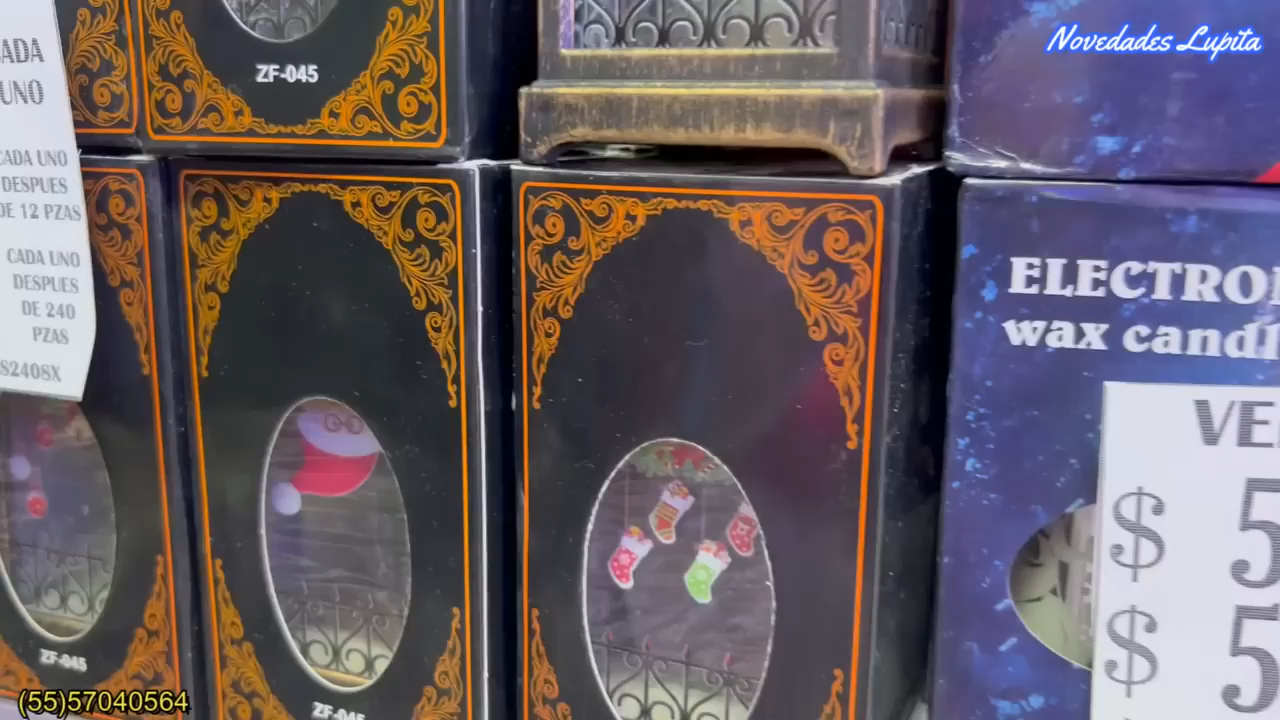 ADA
UNO
CADA UNO
DESPUES
DE 12 PZAS
CADA UNO
DESPUES
DE 240
PZAS
S2408X
ZF-045
ZF-045
ZF-045
Novedades Lupita
ELECTRO
wax candl
VE
$ 5
$ 5
(55)57040564